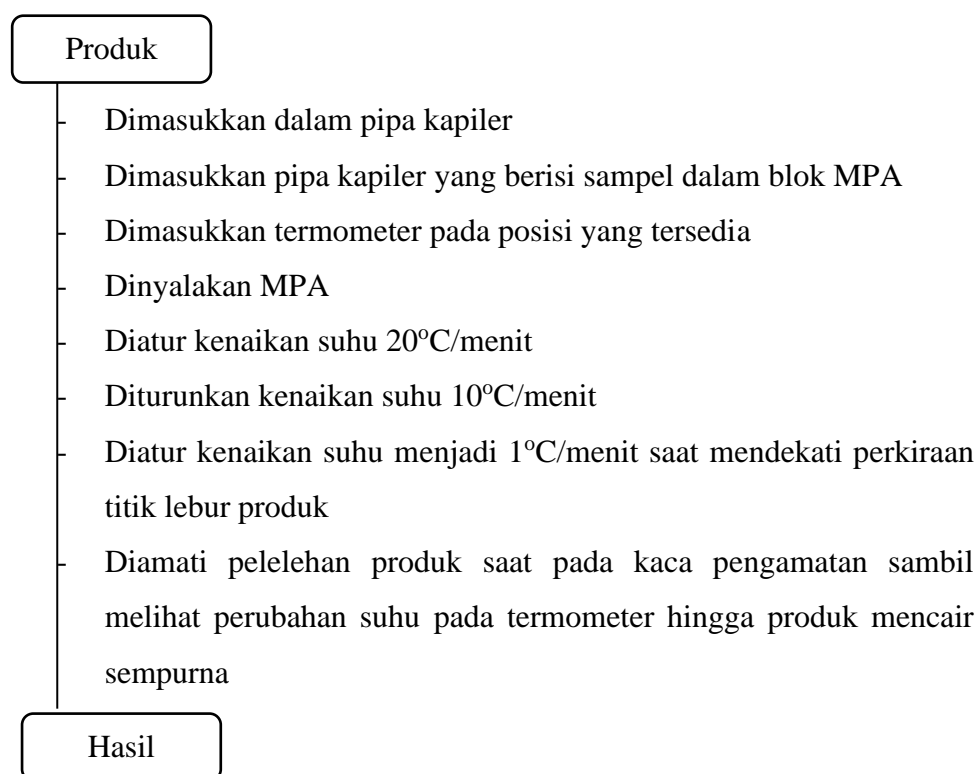 Produk
- Dimasukkan dalam pipa kapiler
- Dimasukkan pipa kapiler yang berisi sampel dalam blok MPA
- Dimasukkan termometer pada posisi yang tersedia
- Dinyalakan MPA
- Diatur kenaikan suhu 20°C/menit
- Diturunkan kenaikan suhu 10°C/menit
- Diatur kenaikan suhu menjadi 1°C/menit saat mendekati perkiraan
titik lebur produk
- Diamati pelelehan produk saat pada kaca pengamatan sambil
melihat perubahan suhu pada termometer hingga produk mencair
sempurna
Hasil